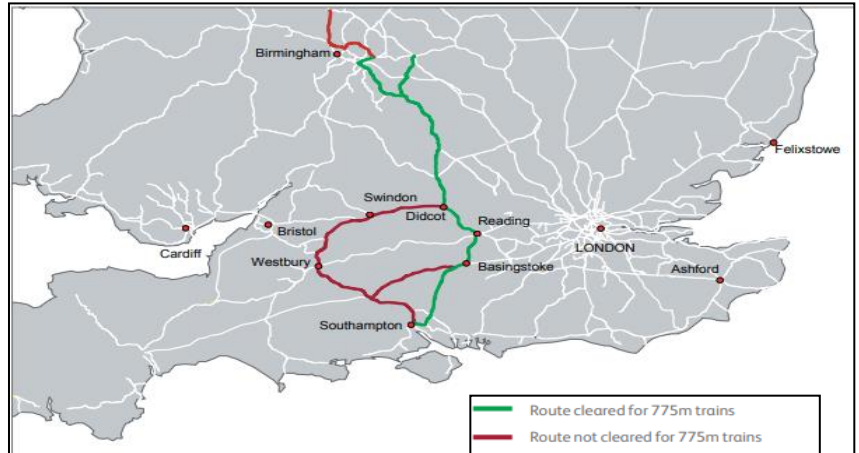 Birmingham
Felixstowe
Swindon
Didcot
Reading
Bristol
Cardiff
LONDON
Westbury
Basingstoke
Ashford
Southampton
Route cleared for 775m trains
Route not cleared for 775m trains